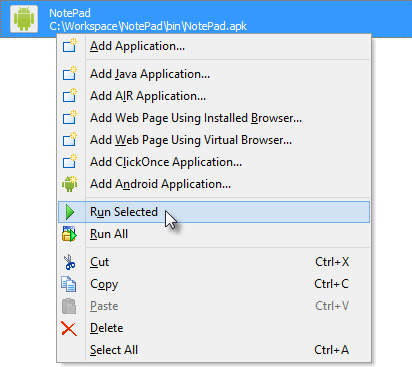 NotePad
C:\Workspace\NotePad\bin\NotePad.apk
Add Application...
Add Java Application...
Add AIR Application...
Add Web Page Using Installed Browser...
Add Web Page Using Virtual Browser...
Add ClickOnce Application...
Add Android Application...
Run Selected
Run All
Cut Ctrl+X
Copy Ctrl+C
Paste Ctrl+V
Delete
Select All Ctrl+A